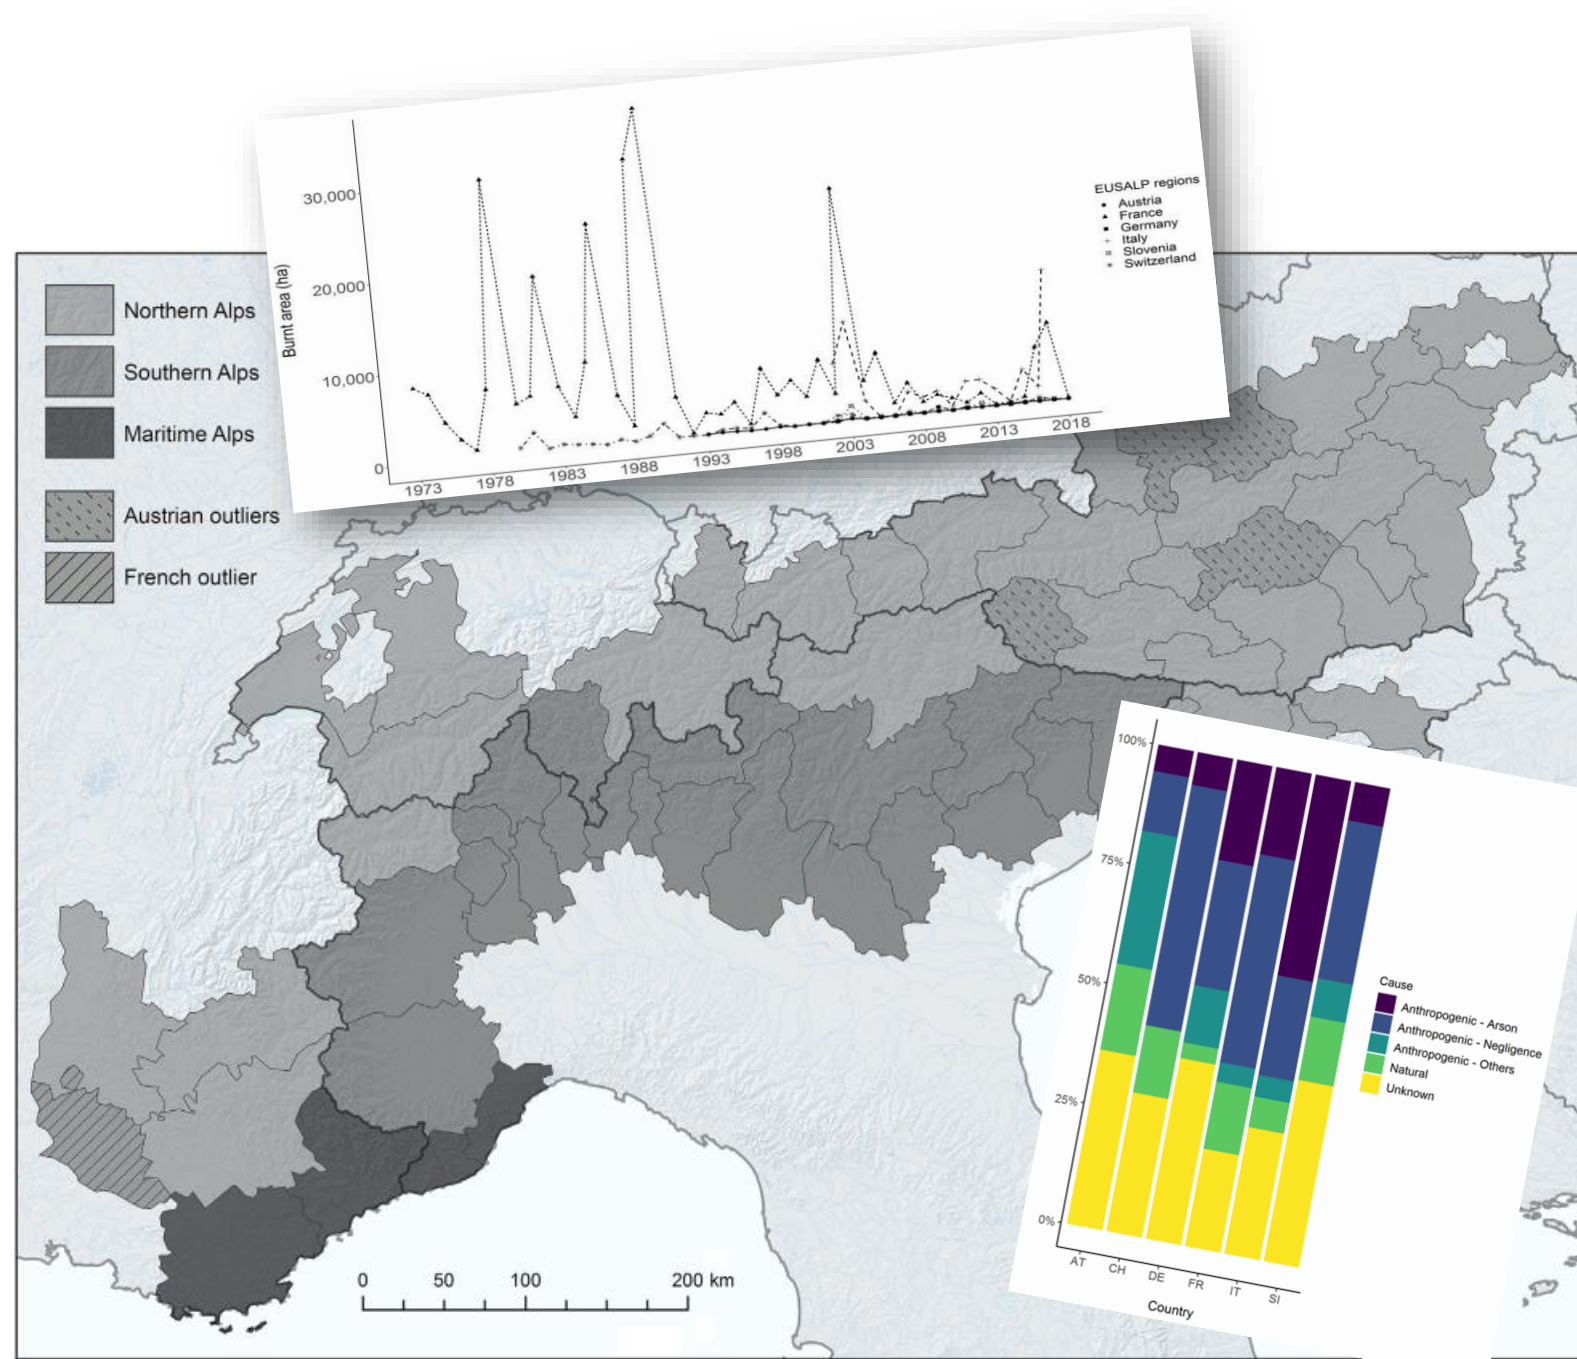 30,000
20,000
10,000
0
Burnt area (ha)
1973
1978
1983
1988
1993
1998
2003
2008
2013
2018
EUSALP regions
Austria
France
Germany
Italy
Slovenia
Switzerland
Northern Alps
Southern Alps
Maritime Alps
Austrian outliers
French outlier
0 50 100 200 km
100%
75%
50%
25%
0%
AT
CH
DE
FR
IT
SI
Country
Cause
Anthropogenic - Arson
Anthropogenic - Negligence
Anthropogenic - Others
Natural
Unknown